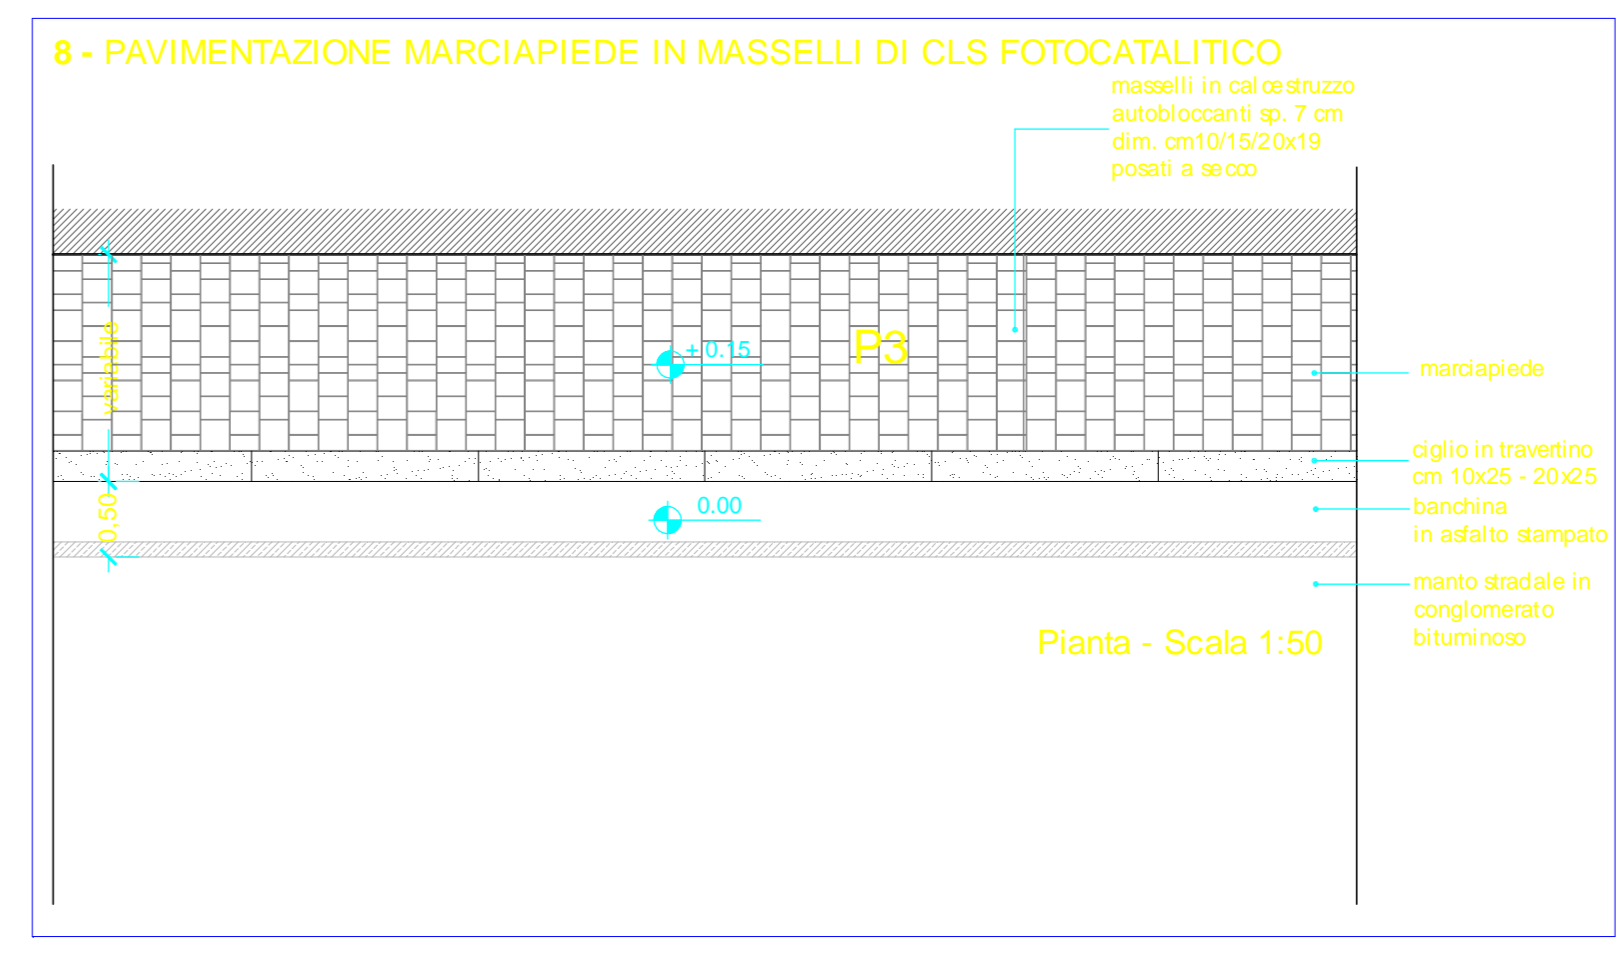 8 - PAVIMENTAZIONE MARCIAPIEDE IN MASSELLI DI CLS FOTOCATALITICO
masselli in calcestruzzo
autobloccanti sp. 7 cm
dim. cm10/15/20x19
posati a secco
variabile
+ 0.15
P3
marciapiede
ciglio in travertino
cm 10x25 - 20x25
0,50
0.00
banchina
in asfalto stampato
manto stradale in
conglomerato
bituminoso
Pianta - Scala 1:50